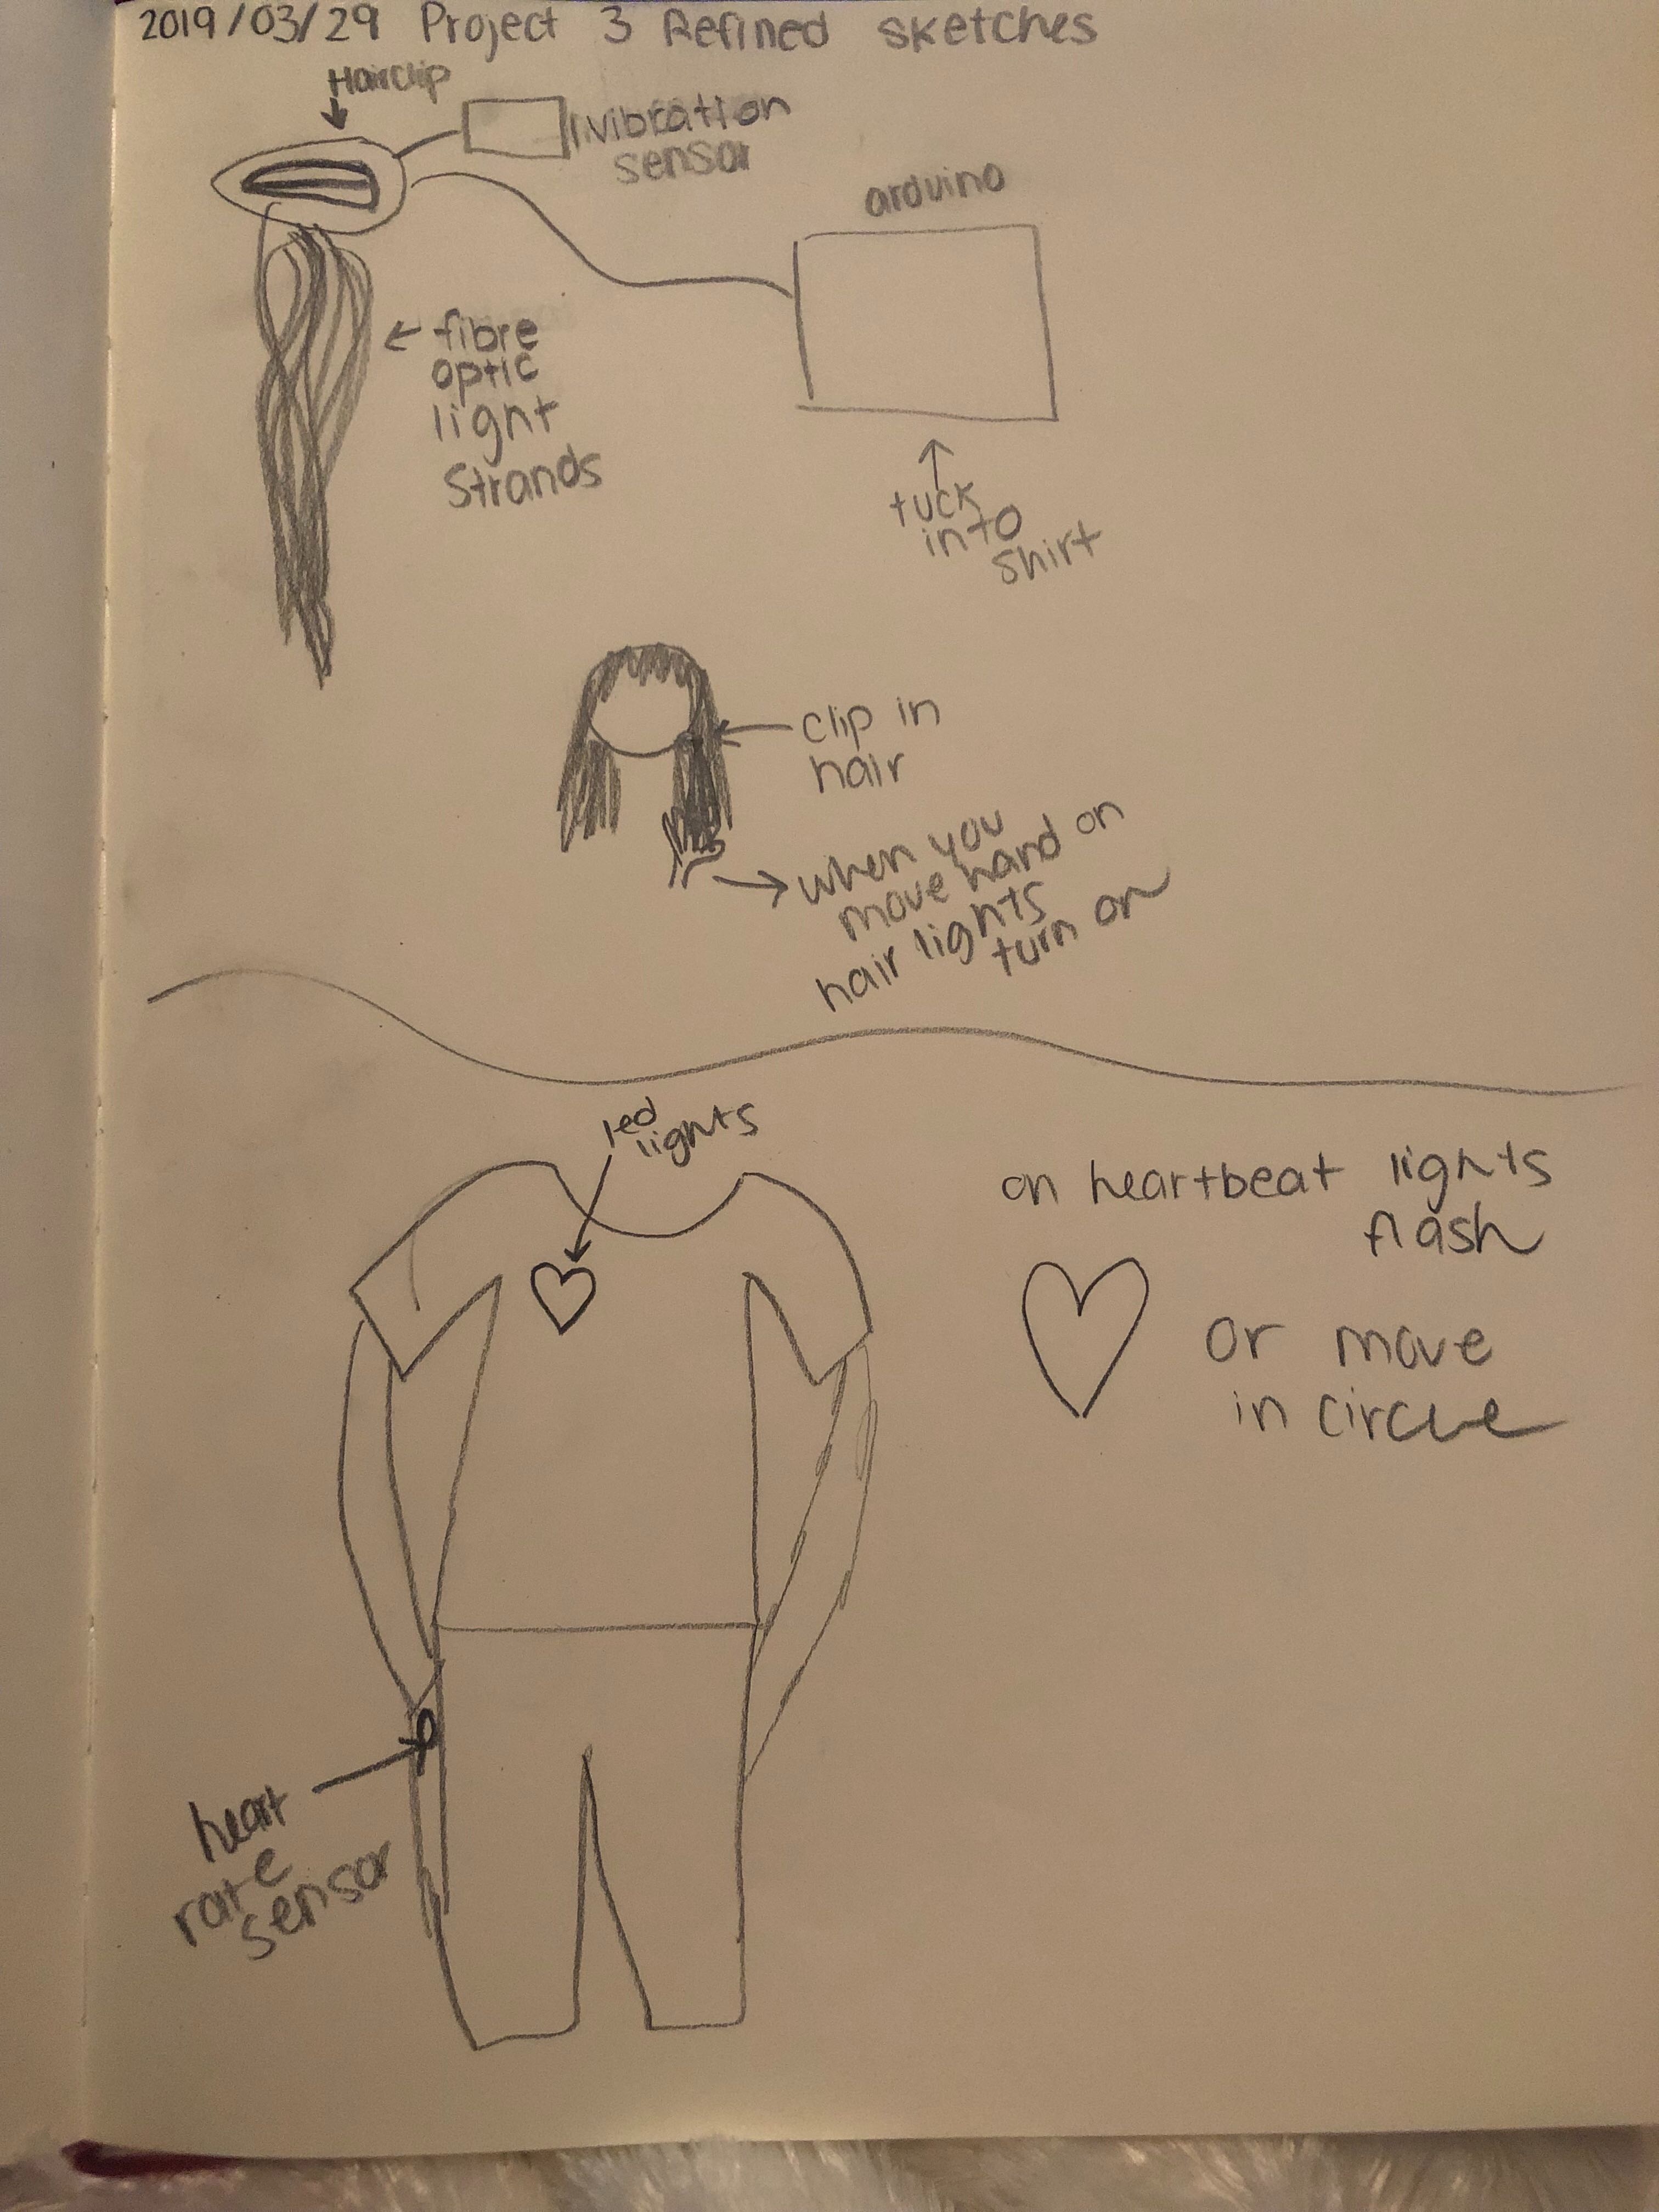 2019/03/29 Project 3 Refined sketches
Hairclip
vibration
sensor
arduino
fibre
optic
light
Strands
tuck
into
shirt
clip in
hair
when you
move hand on
hair lights
turn on
led
lights
on heartbeat lights
flash
or move
in circle
heart
rate
sensor